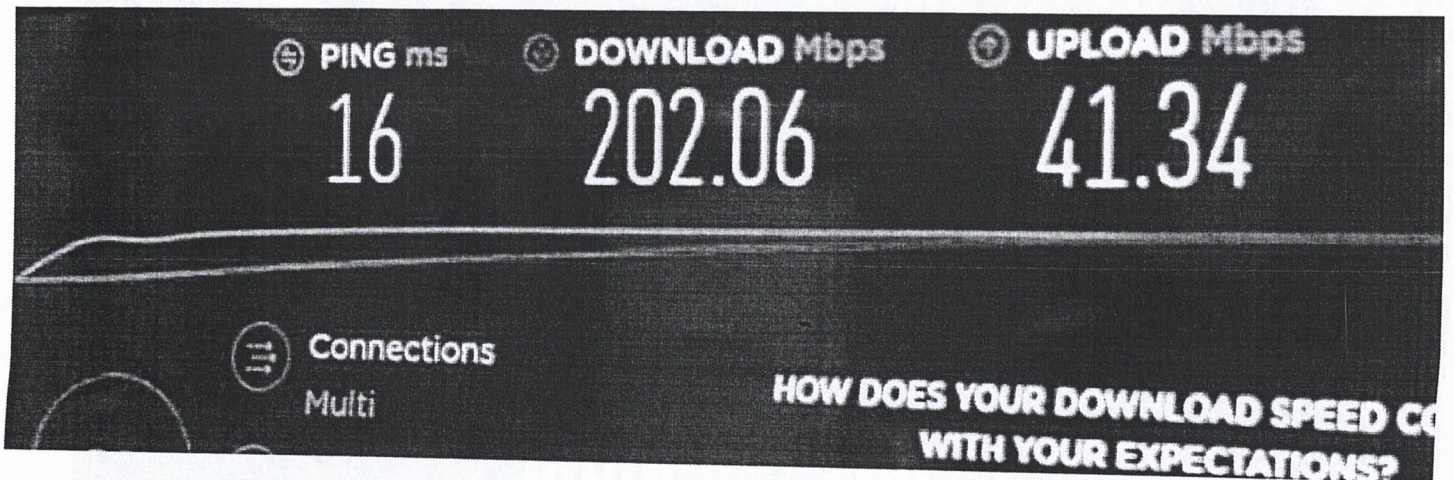 PING ms
DOWNLOAD Mbps
UPLOAD Mbps
16
202.06
41.34
Connections
Multi
HOW DOES YOUR DOWNLOAD SPEED CO
WITH YOUR EXPECTATIONS?